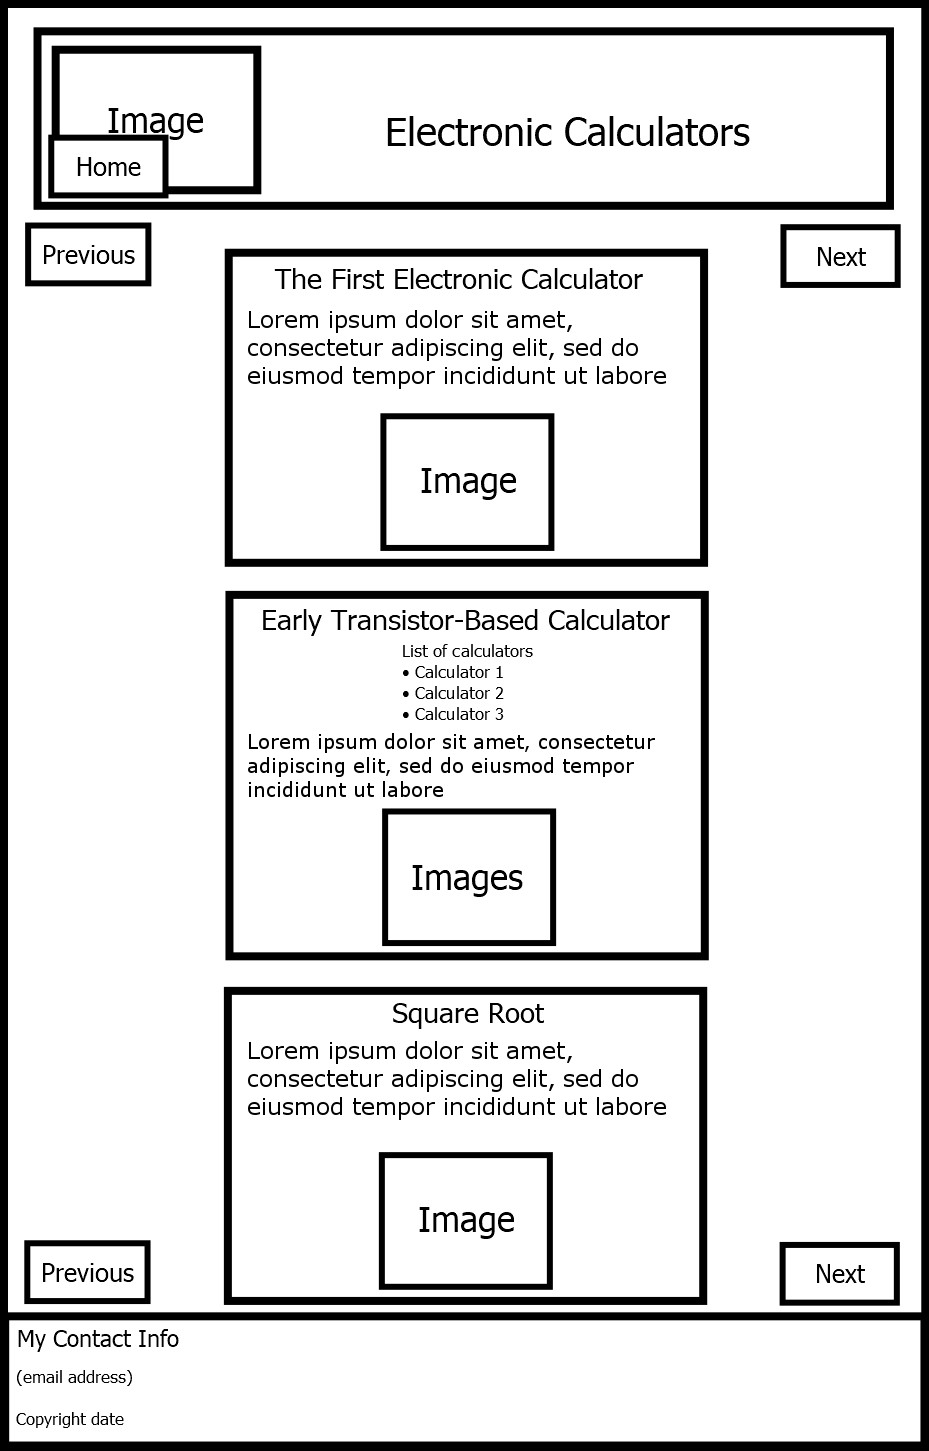 Image
Home
Electronic Calculators
Previous
Next
The First Electronic Calculator
Lorem ipsum dolor sit amet,
consectetur adipiscing elit, sed do
eiusmod tempor incididunt ut labore
Image
Early Transistor-Based Calculator
List of calculators
• Calculator 1
• Calculator 2
• Calculator 3
Lorem ipsum dolor sit amet, consectetur
adipiscing elit, sed do eiusmod tempor
incididunt ut labore
Images
Square Root
Lorem ipsum dolor sit amet,
consectetur adipiscing elit, sed do
eiusmod tempor incididunt ut labore
Image
Previous
Next
My Contact Info
(email address)
Copyright date